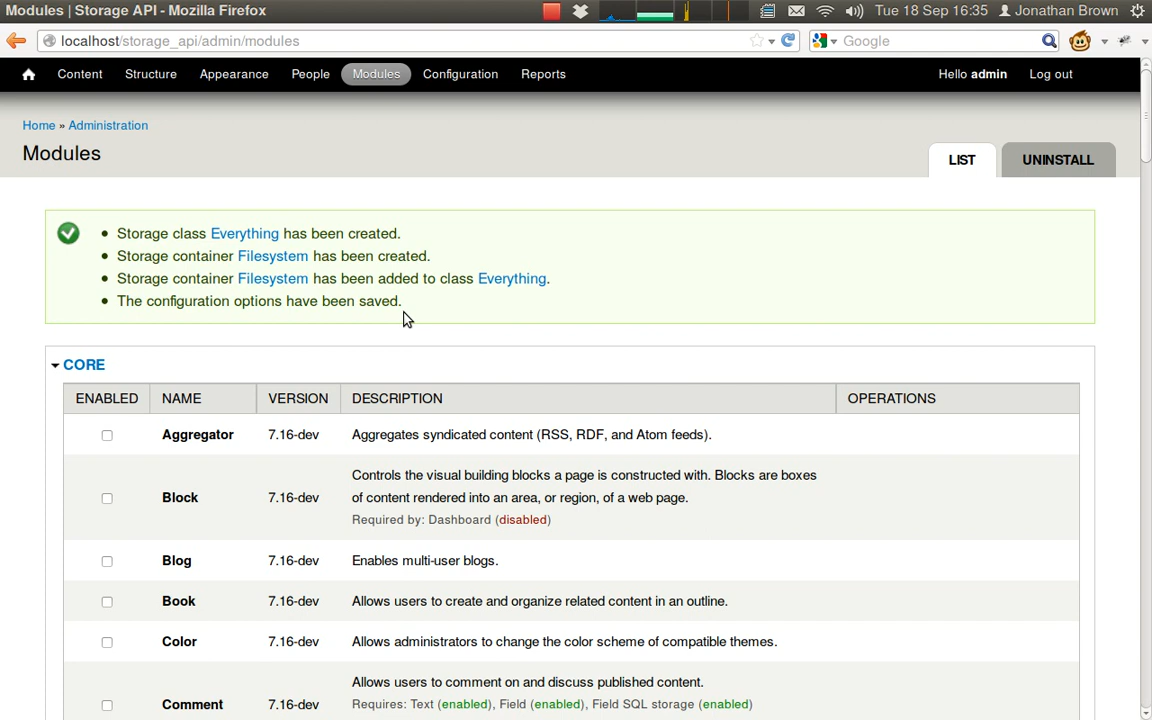 Modules | Storage API - Mozilla Firefox
Tue 18 Sep 16:35 Jonathan Brown
localhost/storage_api/admin/modules
Google
Content Structure Appearance People Modules Configuration Reports
Hello admin Log out
Home » Administration
Modules
LIST UNINSTALL
• Storage class Everything has been created.
• Storage container Filesystem has been created.
• Storage container Filesystem has been added to class Everything.
• The configuration options have been saved.
CORE
ENABLED NAME VERSION DESCRIPTION OPERATIONS
Aggregator 7.16-dev Aggregates syndicated content (RSS, RDF, and Atom feeds).
Controls the visual building blocks a page is constructed with. Blocks are boxes
Block 7.16-dev of content rendered into an area, or region, of a web page.
Required by: Dashboard (disabled)
Blog 7.16-dev Enables multi-user blogs.
Book 7.16-dev Allows users to create and organize related content in an outline.
Color 7.16-dev Allows administrators to change the color scheme of compatible themes.
Allows users to comment on and discuss published content.
Comment 7.16-dev Requires: Text (enabled), Field (enabled), Field SQL storage (enabled)